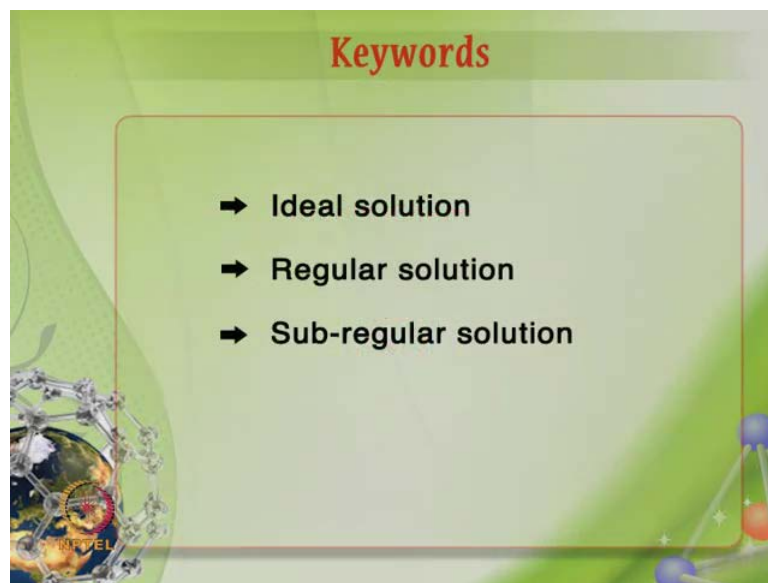 Keywords
Ideal solution
Regular solution
Sub-regular solution
NPTEL